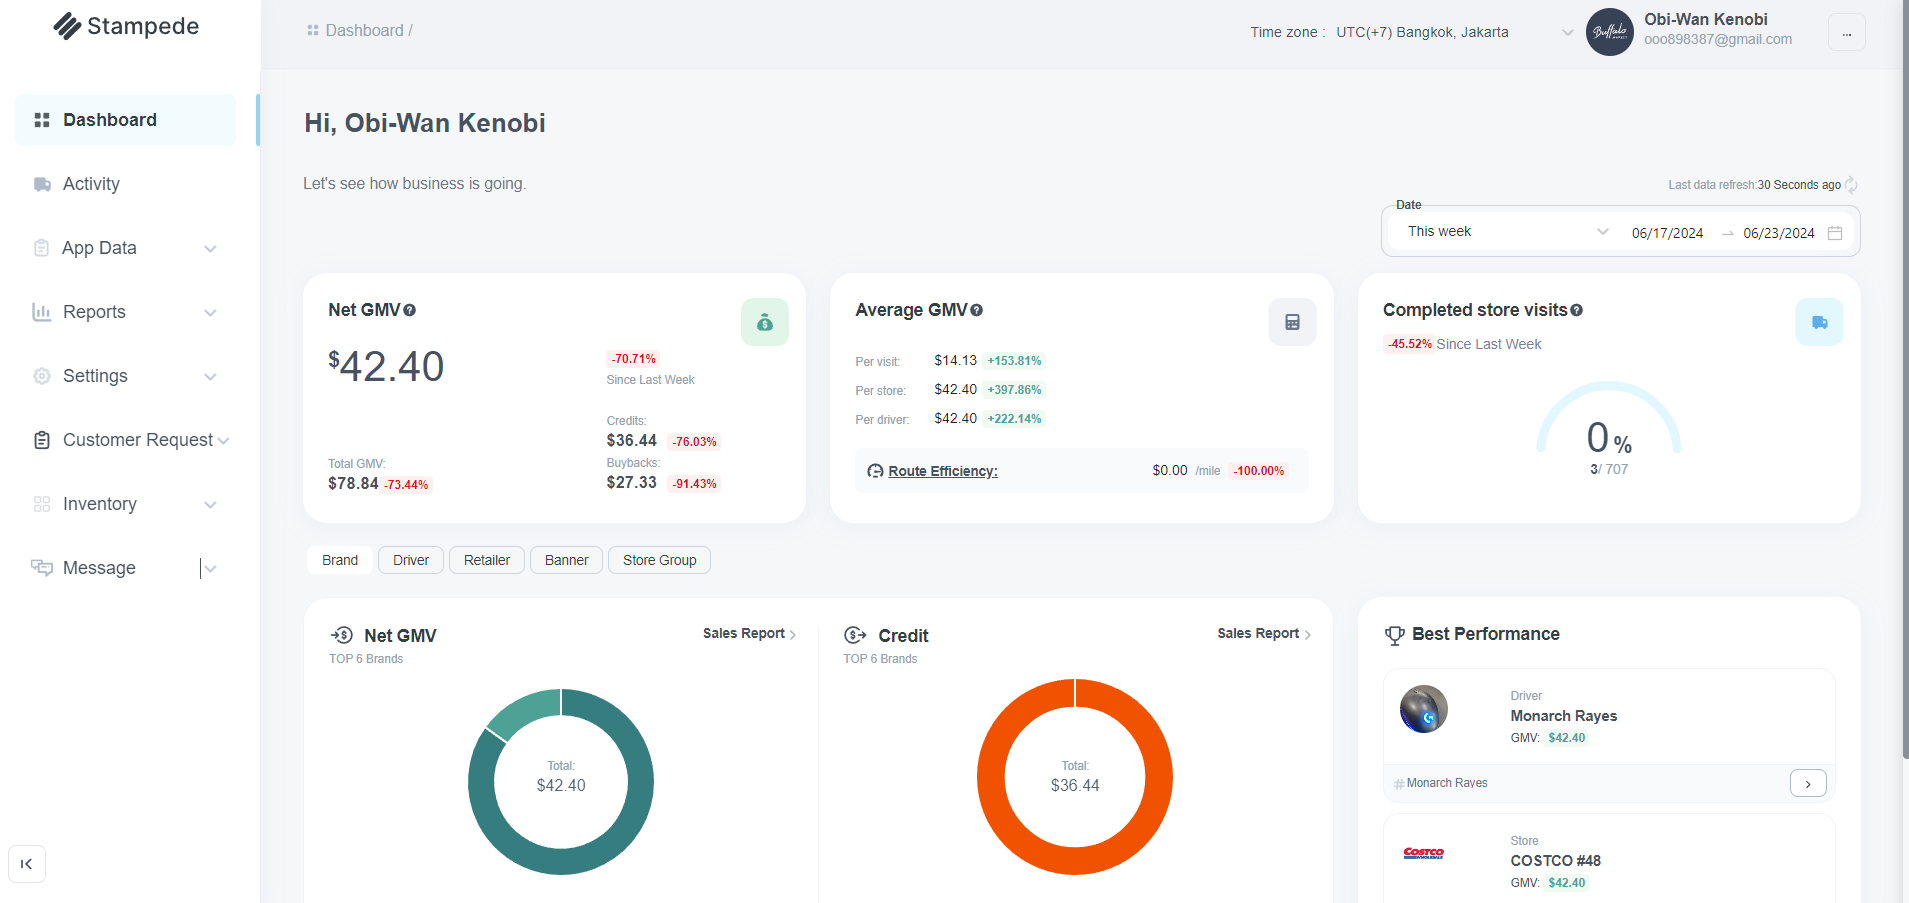 Stampede
Dashboard /
Time zone : UTC(+7) Bangkok, Jakarta
Buffalo
Obi-Wan Kenobi
ooo898387@gmail.com
...
Dashboard
Activity
App Data
Reports
Settings
Customer Request
Inventory
Message
Hi, Obi-Wan Kenobi
Let's see how business is going.
Last data refresh:30 Seconds ago
Date
This week
06/17/2024
06/23/2024
Net GMV
$42.40
-70.71%
Since Last Week
Credits:
$36.44 -76.03%
Total GMV:
$78.84 -73.44%
Buybacks:
$27.33 -91.43%
Average GMV
Per visit: $14.13 +153.81%
Per store: $42.40 +397.86%
Per driver: $42.40 +222.14%
Route Efficiency: $0.00 /mile -100.00%
Completed store visits
-45.52% Since Last Week
0 %
3/ 707
Brand
Driver
Retailer
Banner
Store Group
Net GMV
Sales Report
TOP 6 Brands
Total:
$42.40
Credit
Sales Report
TOP 6 Brands
Total:
$36.44
Best Performance
Driver
Monarch Rayes
GMV: $42.40
#Monarch Rayes
COSTCO
WHOLESALE
Store
COSTCO #48
GMV: $42.40